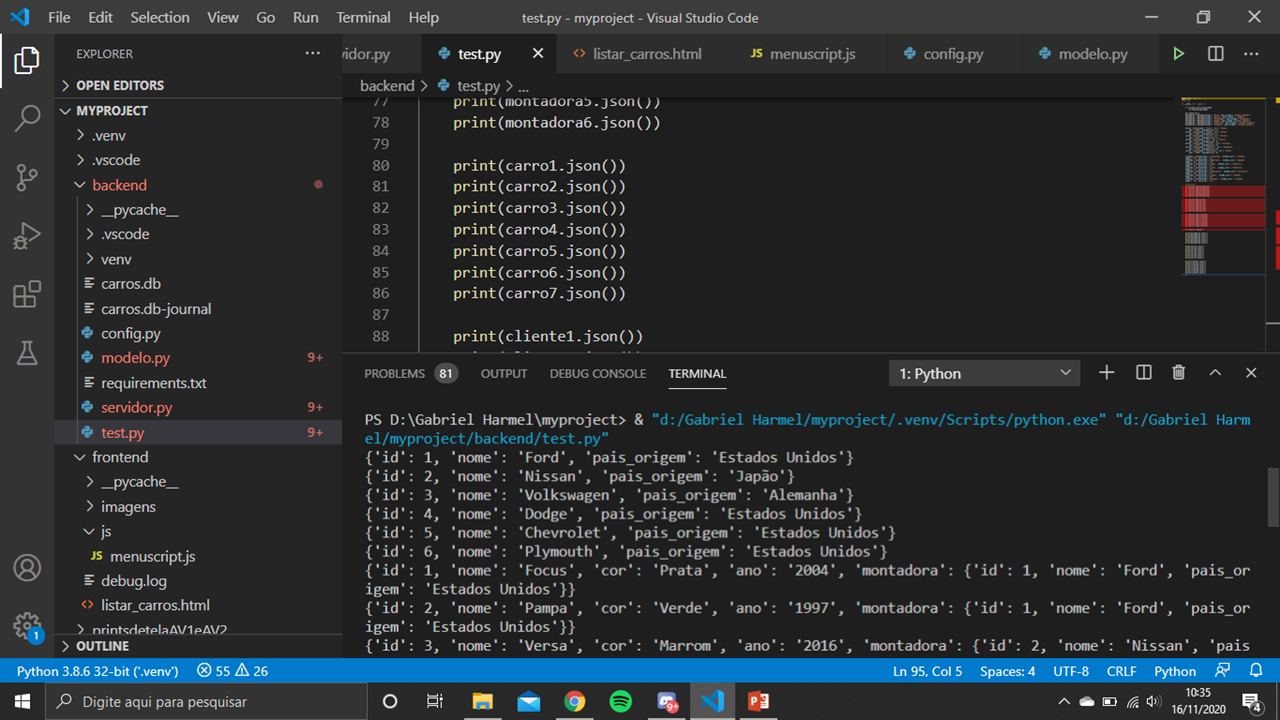 File Edit Selection View Go Run Terminal Help test.py - myproject - Visual Studio Code
EXPLORER
vidor.py test.py listar_carros.html JS menuscript.js config.py modelo.py
OPEN EDITORS
backend > test.py > ...
MYPROJECT
.venv
.vscode
backend
__pycache__
.vscode
venv
carros.db
carros.db-journal
config.py
modelo.py 9+
requirements.txt
servidor.py 9+
test.py 9+
frontend
__pycache__
imagens
js
JS menuscript.js
debug.log
listar_carros.html
printsdetelaAV1eAV2
OUTLINE
77 print(montadora5.json())
78 print(montadora6.json())
79
80 print(carro1.json())
81 print(carro2.json())
82 print(carro3.json())
83 print(carro4.json())
84 print(carro5.json())
85 print(carro6.json())
86 print(carro7.json())
87
88 print(cliente1.json())
PROBLEMS 81 OUTPUT DEBUG CONSOLE TERMINAL 1: Python
PS D:\Gabriel Harmel\myproject> & "d:/Gabriel Harmel/myproject/.venv/Scripts/python.exe" "d:/Gabriel Harm
el/myproject/backend/test.py"
{'id': 1, 'nome': 'Ford', 'pais_origem': 'Estados Unidos'}
{'id': 2, 'nome': 'Nissan', 'pais_origem': 'Japão'}
{'id': 3, 'nome': 'Volkswagen', 'pais_origem': 'Alemanha'}
{'id': 4, 'nome': 'Dodge', 'pais_origem': 'Estados Unidos'}
{'id': 5, 'nome': 'Chevrolet', 'pais_origem': 'Estados Unidos'}
{'id': 6, 'nome': 'Plymouth', 'pais_origem': 'Estados Unidos'}
{'id': 1, 'nome': 'Focus', 'cor': 'Prata', 'ano': '2004', 'montadora': {'id': 1, 'nome': 'Ford', 'pais_or
igem': 'Estados Unidos'}}
{'id': 2, 'nome': 'Pampa', 'cor': 'Verde', 'ano': '1997', 'montadora': {'id': 1, 'nome': 'Ford', 'pais_or
igem': 'Estados Unidos'}}
{'id': 3, 'nome': 'Versa', 'cor': 'Marrom', 'ano': '2016', 'montadora': {'id': 2, 'nome': 'Nissan', 'pais
1
Python 3.8.6 32-bit ('.venv') 55 26 Ln 95, Col 5 Spaces: 4 UTF-8 CRLF Python
Digite aqui para pesquisar 9+ 10:35
16/11/2020 4